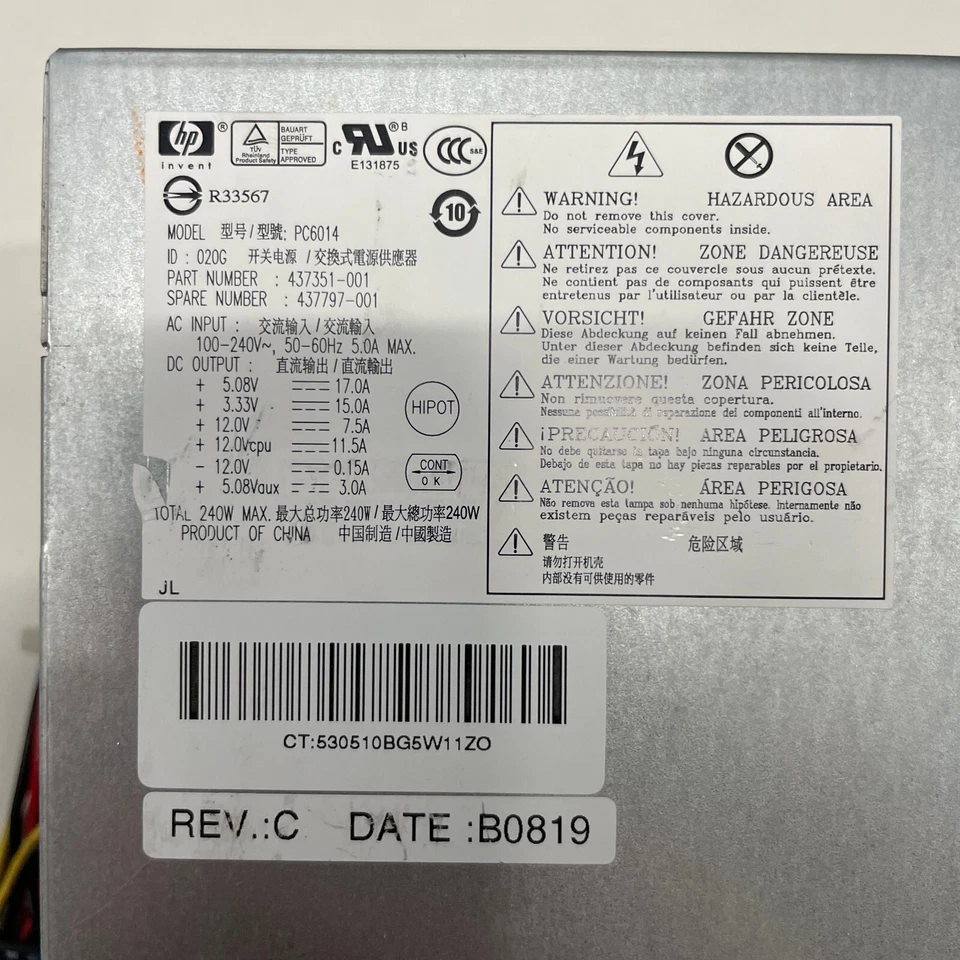 hp ®
invent
TÜV
Rheinland
Product Safety
BAUART
GEPRÜFT
TYPE
APPROVED
C RU ® US B
E131875
CCC S&E
R33567
10
MODEL 型号/型號: PC6014
ID : 020G 开关电源 /交換式電源供應器
PART NUMBER : 437351-001
SPARE NUMBER : 437797-001
AC INPUT : 交流输入/交流輸入
100-240V~, 50-60Hz 5.0A MAX.
DC OUTPUT : 直流输出/直流輸出
+ 5.08V 17.0A
+ 3.33V 15.0A
+ 12.0V 7.5A
+ 12.0Vcpu 11.5A
- 12.0V 0.15A
+ 5.08Vaux 3.0A
HIPOT
CONT
OK
TOTAL 240W MAX. 最大总功率240W/最大總功率240W
PRODUCT OF CHINA 中国制造/中國製造
JL
WARNING! HAZARDOUS AREA
Do not remove this cover.
No serviceable components inside.
ATTENTION! ZONE DANGEREUSE
Ne retirez pas ce couvercle sous aucun prétexte.
Ne contient pas de composants qui puissent être
entretenus par l'utilisateur ou par la clientèle.
VORSICHT! GEFAHR ZONE
Diese Abdeckung auf keinen Fall abnehmen.
Unter dieser Abdeckung befinden sich keine Teile,
die einer Wartung bedürfen.
ATTENZIONE! ZONA PERICOLOSA
Non rimuovere questa copertura.
Nessuna possibilità di riparazione dei componenti all'interno.
¡PRECAUCIÓN! AREA PELIGROSA
No debe quitarse la tapa bajo ninguna circunstancia.
Debajo de esta tapa no hay piezas reparables por el propietario.
ATENÇÃO! ÁREA PERIGOSA
Não remova esta tampa sob nenhuma hipótese. Internamente não
existem peças reparáveis pelo usuário.
警告 危险区域
请勿打开机壳
内部没有可供使用的零件
CT:530510BG5W11ZO
REV.:C DATE :B0819